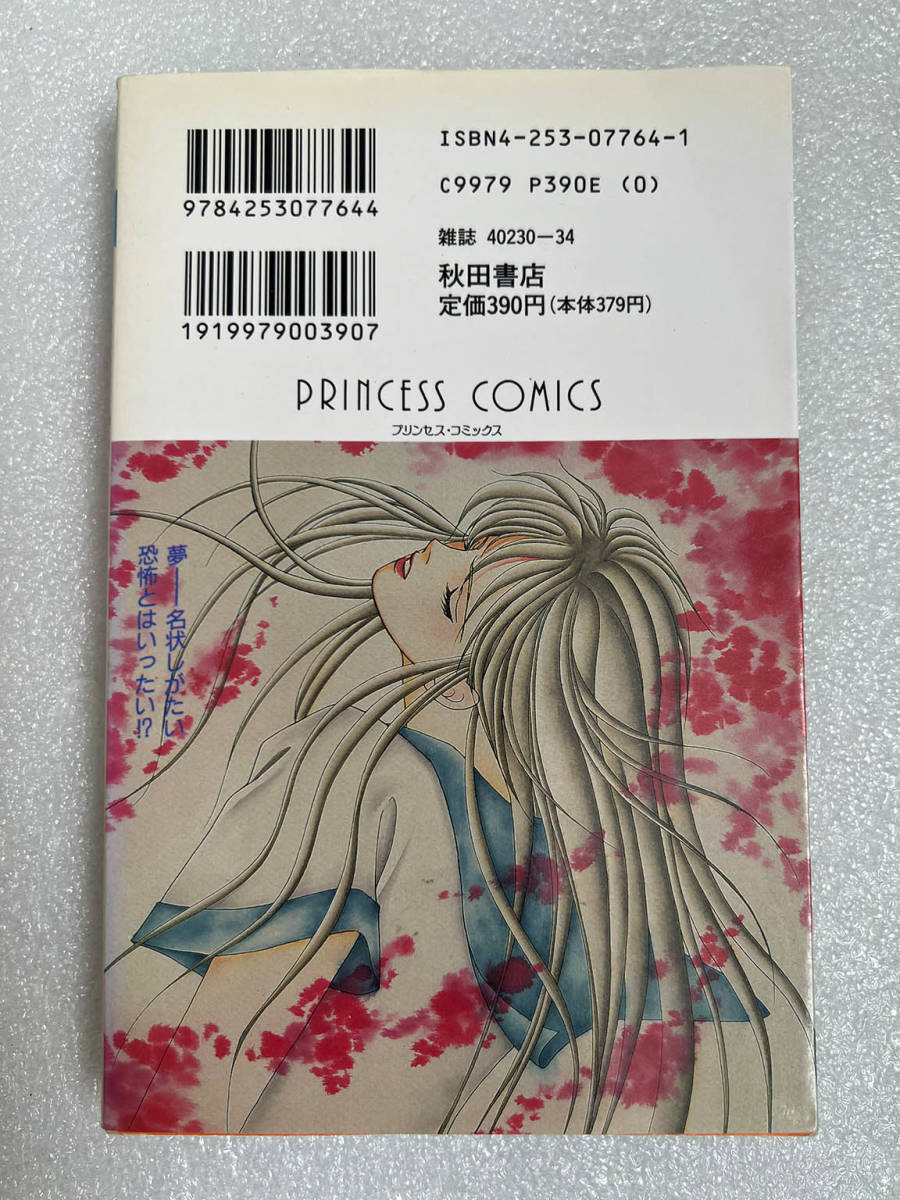 ISBN4-253-07764-1
9784253077644
C9979 P390E (0)
雑誌 40230-34
秋田書店
定価390円(本体379円)
1919979003907
PRINCESS COMICS
プリンセス・コミックス
夢――名状しがたい
恐怖とはいったい!?